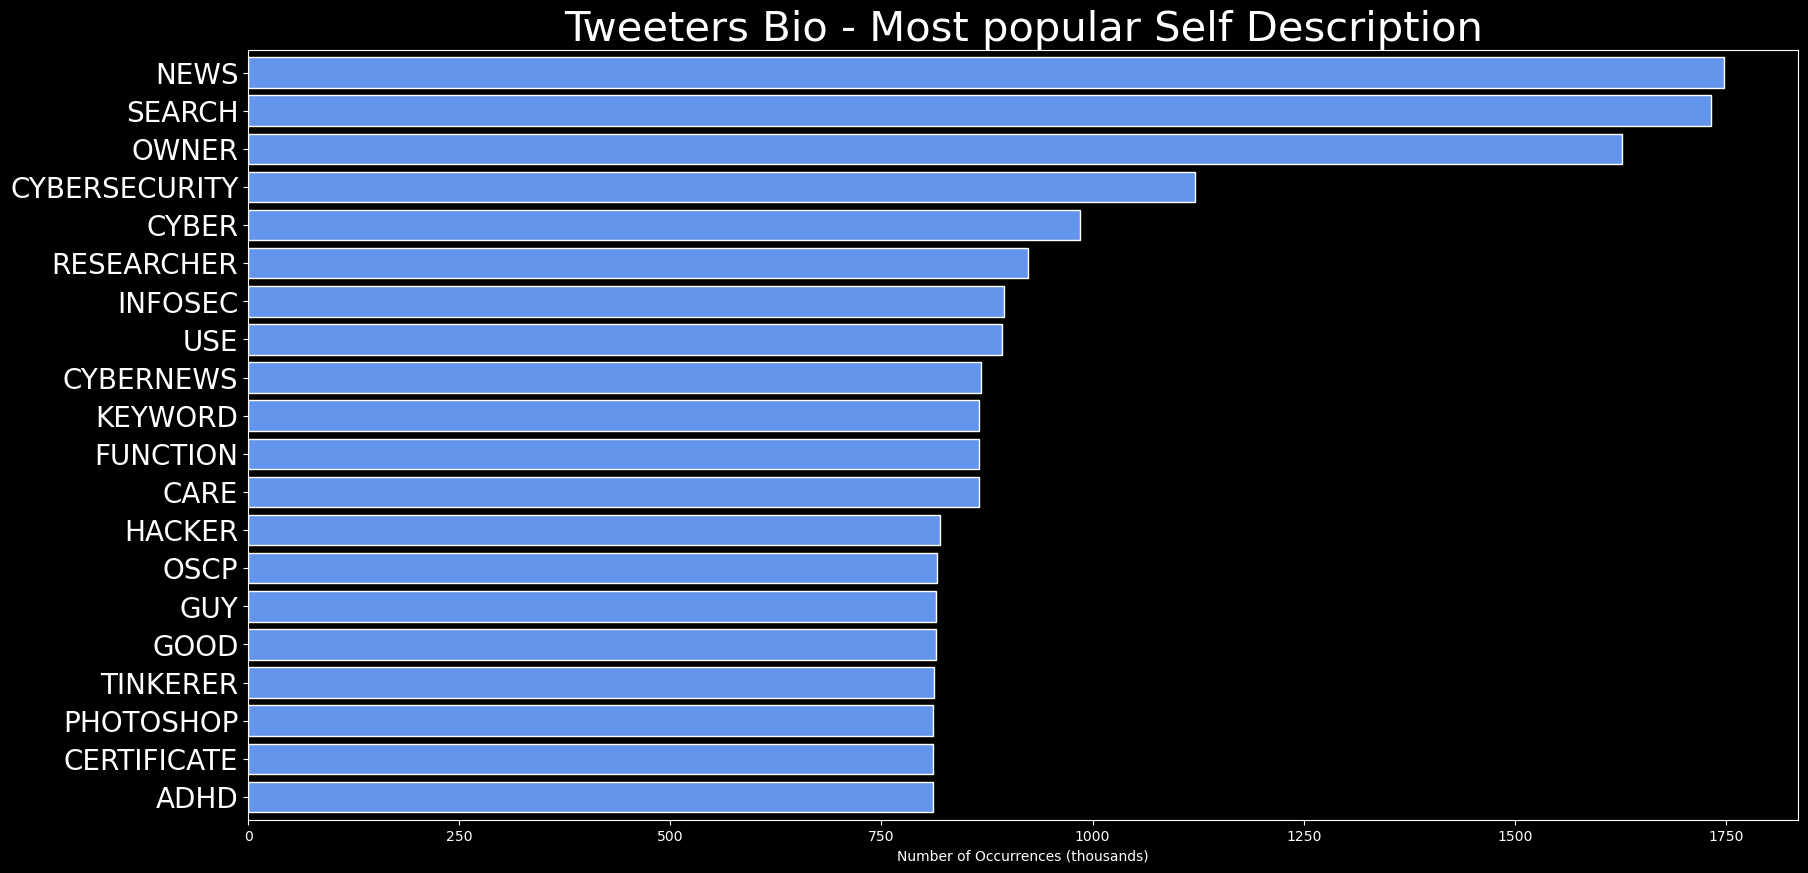 Tweeters Bio - Most popular Self Description
NEWS
SEARCH
OWNER
CYBERSECURITY
CYBER
RESEARCHER
INFOSEC
USE
CYBERNEWS
KEYWORD
FUNCTION
CARE
HACKER
OSCP
GUY
GOOD
TINKERER
PHOTOSHOP
CERTIFICATE
ADHD
0 250 500 750 1000 1250 1500 1750
Number of Occurrences (thousands)